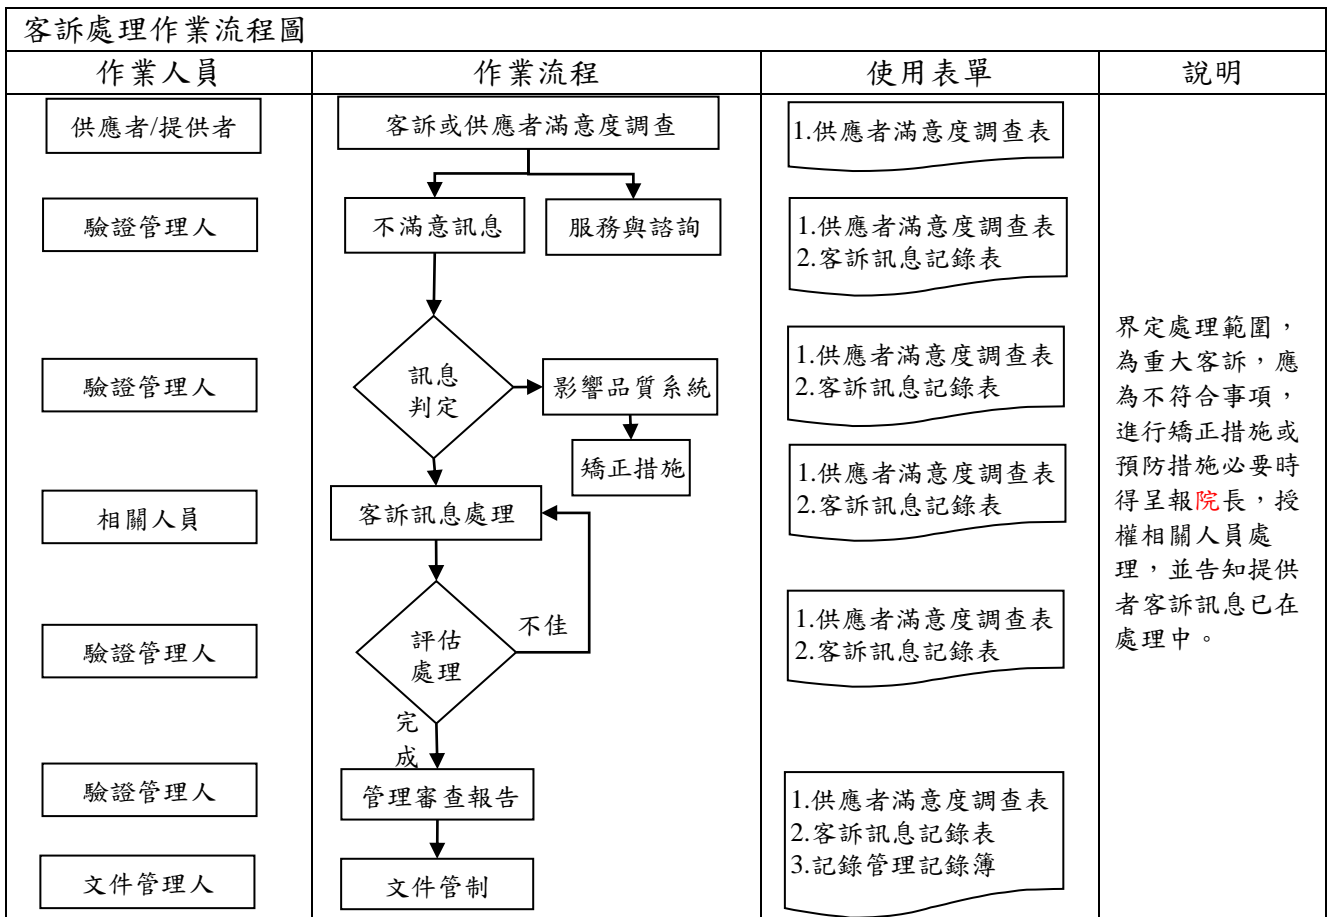 客訴處理作業流程圖
作業人員
作業流程
使用表單
說明
供應者/提供者
客訴或供應者滿意度調查
1.供應者滿意度調查表
驗證管理人
不滿意訊息
服務與諮詢
1.供應者滿意度調查表
2.客訴訊息記錄表
驗證管理人
訊息
判定
影響品質系統
矯正措施
1.供應者滿意度調查表
2.客訴訊息記錄表
相關人員
客訴訊息處理
1.供應者滿意度調查表
2.客訴訊息記錄表
驗證管理人
評估
處理
不佳
完
成
1.供應者滿意度調查表
2.客訴訊息記錄表
驗證管理人
管理審查報告
文件管理人
文件管制
1.供應者滿意度調查表
2.客訴訊息記錄表
3.記錄管理記錄簿
界定處理範圍，
為重大客訴，應
為不符合事項，
進行矯正措施或
預防措施必要時
得呈報院長，授
權相關人員處
理，並告知提供
者客訴訊息已在
處理中。